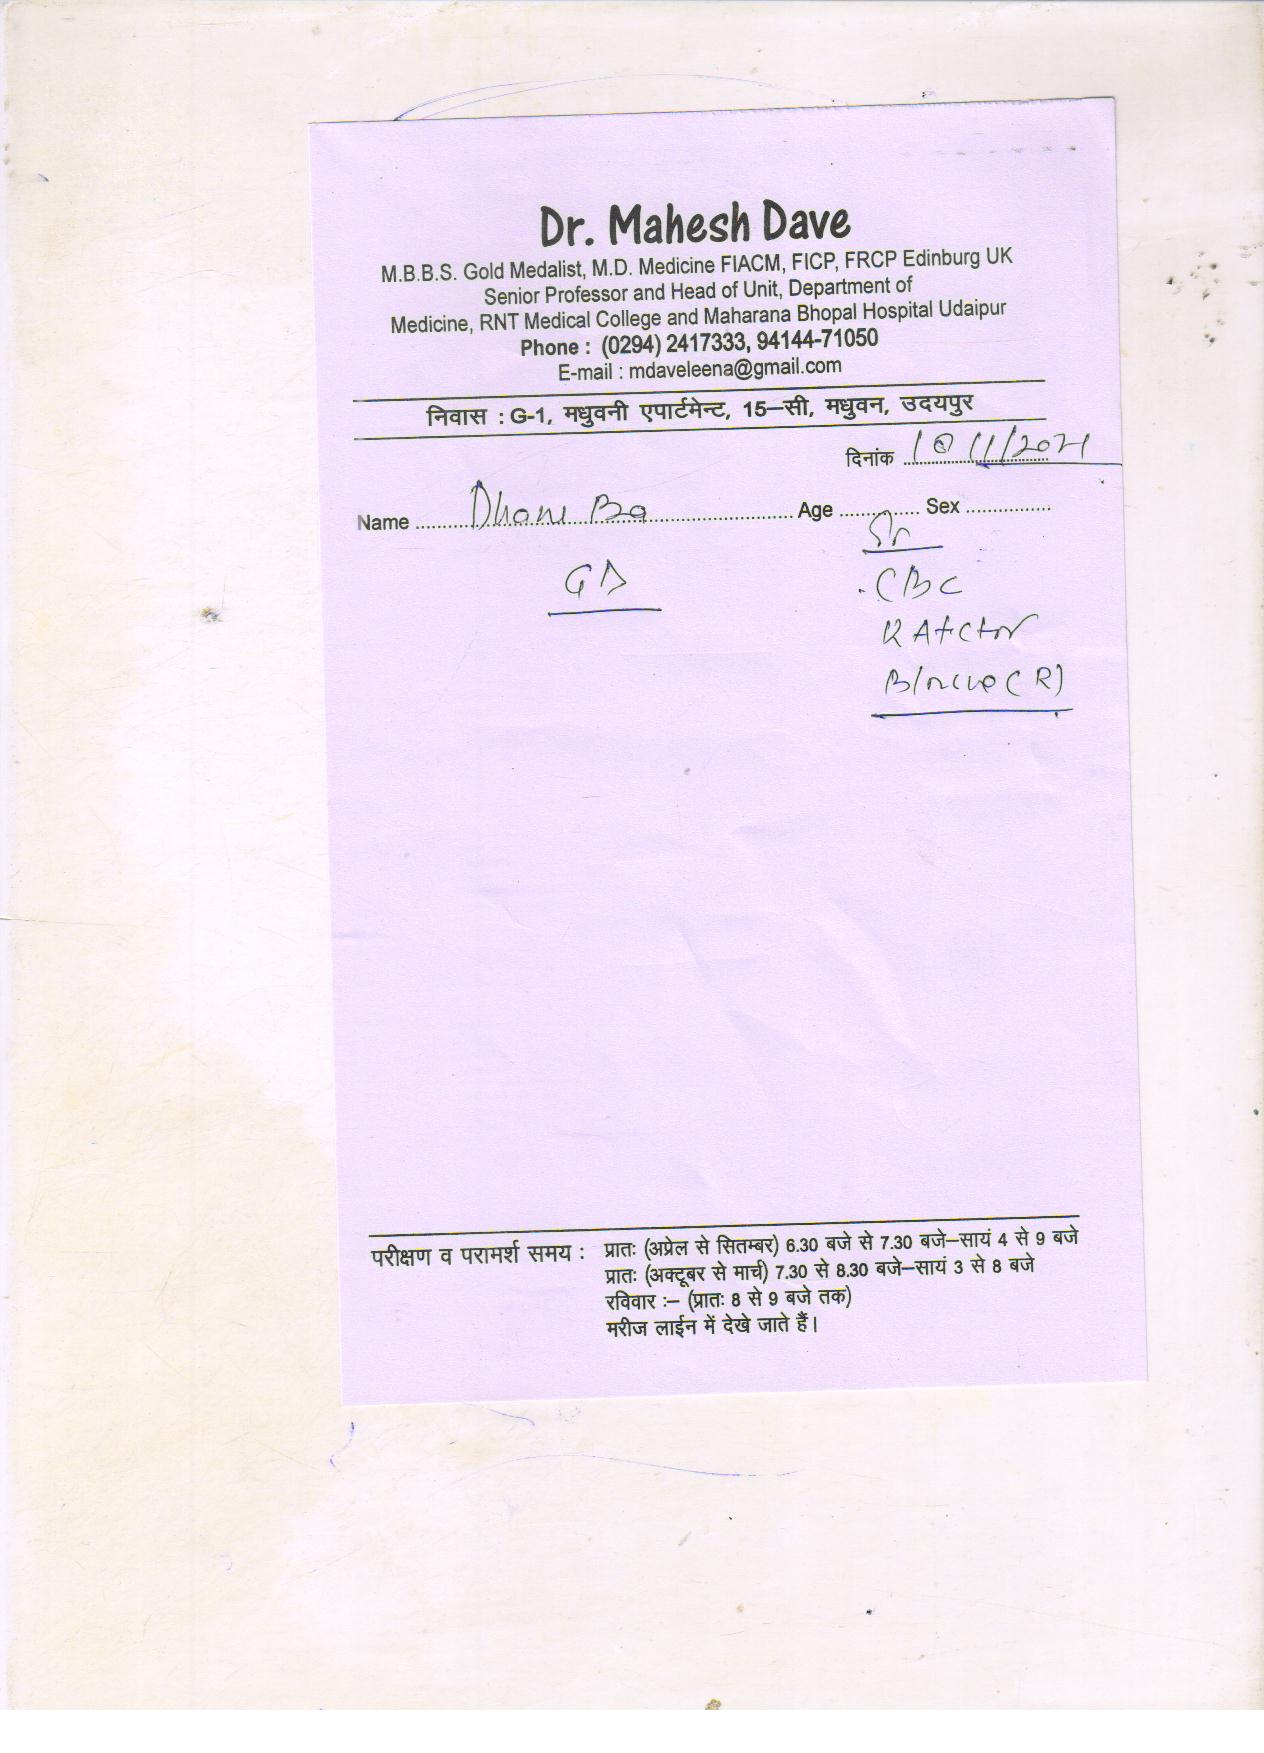 Dr. Mahesh Dave
M.B.B.S. Gold Medalist, M.D. Medicine FIACM, FICP, FRCP Edinburg UK
Senior Professor and Head of Unit, Department of
Medicine, RNT Medical College and Maharana Bhopal Hospital Udaipur
Phone : (0294) 2417333, 94144-71050
E-mail : mdaveleena@gmail.com
निवास : G-1, मधुवनी एपार्टमेन्ट, 15–सी, मधुवन, उदयपुर
दिनांक 10/11/2021
Name Dhani Ba Age Sex
CBC
B/ (R)
परीक्षण व परामर्श समय : प्रातः (अप्रेल से सितम्बर) 6.30 बजे से 7.30 बजे–सायं 4 से 9 बजे
प्रातः (अक्टूबर से मार्च) 7.30 से 8.30 बजे–सायं 3 से 8 बजे
रविवार :– (प्रातः 8 से 9 बजे तक)
मरीज लाईन में देखे जाते हैं।